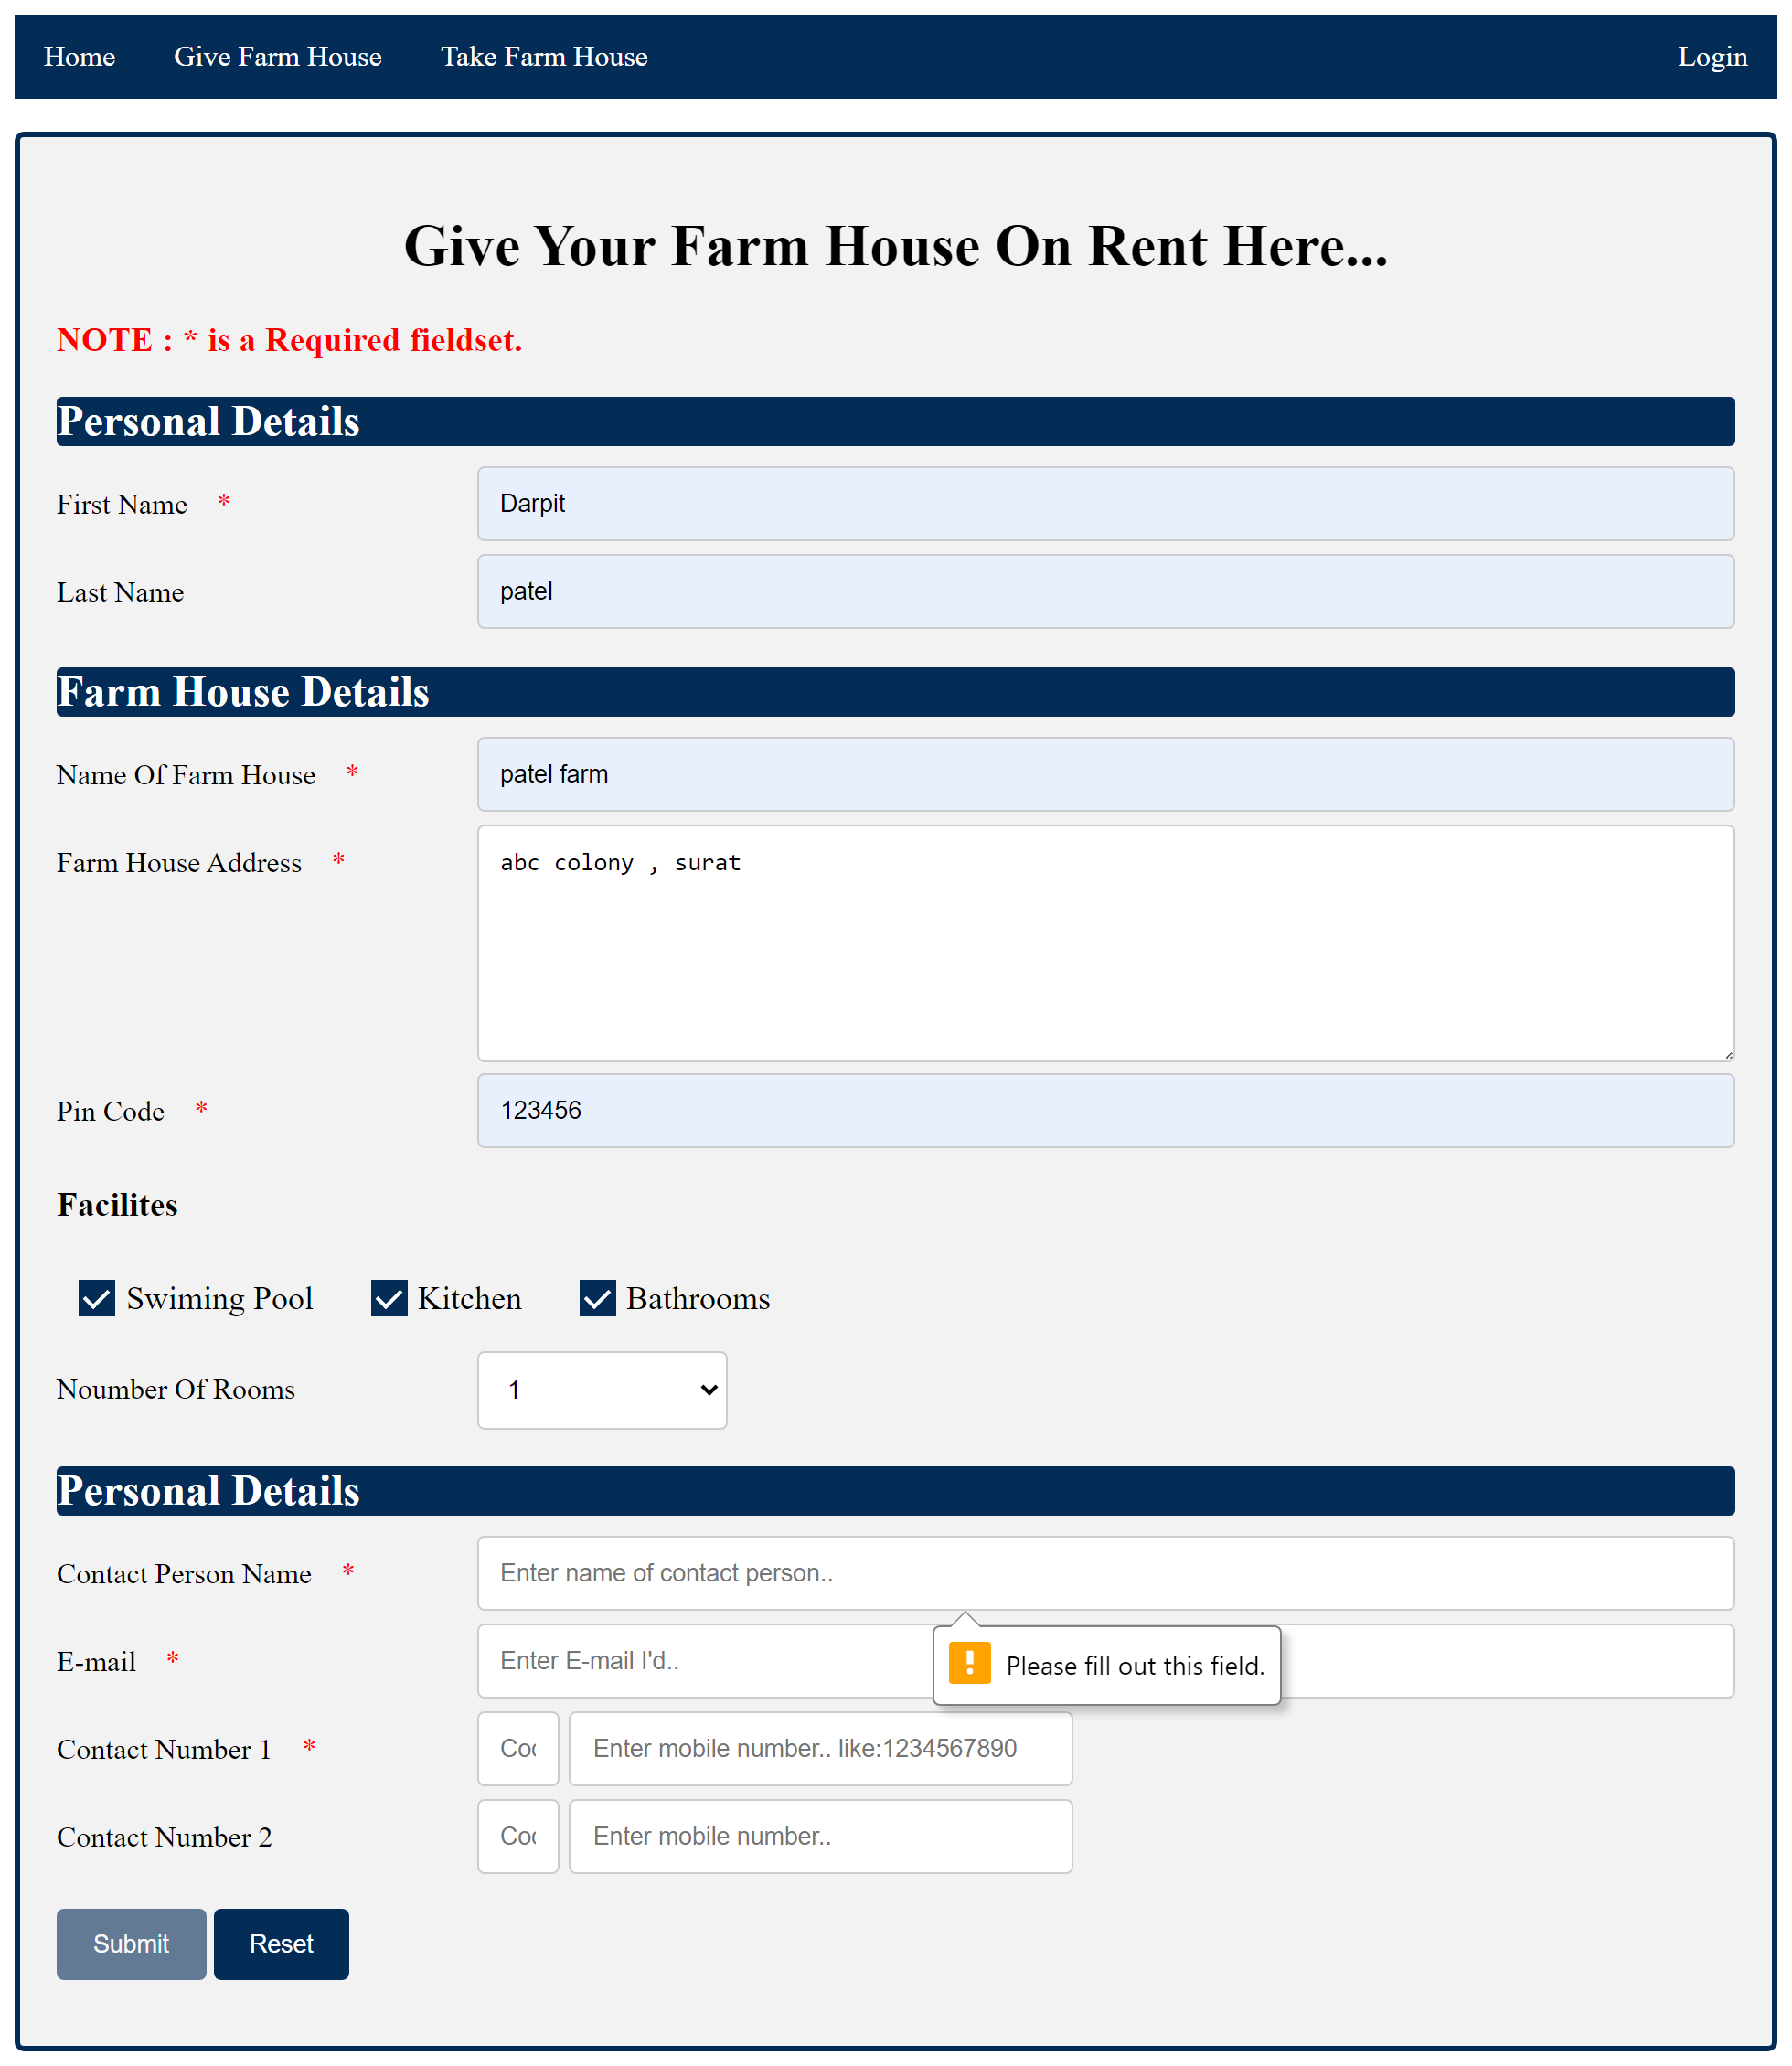 Home Give Farm House Take Farm House Login
Give Your Farm House On Rent Here...
NOTE : * is a Required fieldset.
Personal Details
First Name * Darpit
Last Name patel
Farm House Details
Name Of Farm House * patel farm
Farm House Address * abc colony , surat
Pin Code * 123456
Facilites
Swiming Pool Kitchen Bathrooms
Noumber Of Rooms 1
Personal Details
Contact Person Name * Enter name of contact person..
E-mail * Enter E-mail I'd.. Please fill out this field.
Contact Number 1 * Enter mobile number.. like:1234567890
Contact Number 2 Enter mobile number..
Submit Reset